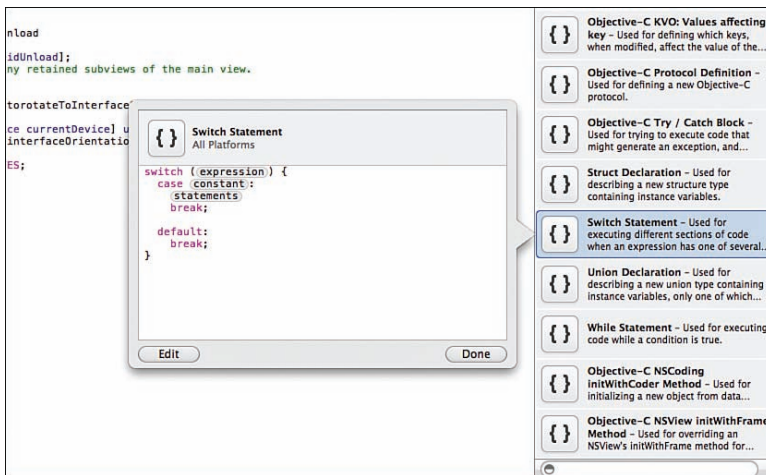 nload
idUnload];
ny retained subviews of the main view.
torotateToInterface
ce currentDevice] u
interfaceOrientatio
ES;
{ }
Switch Statement
All Platforms
switch (expression) {
case constant:
statements
break;
default:
break;
}
Edit
Done
{ }
Objective-C KVO: Values affecting
key – Used for defining which keys,
when modified, affect the value of the...
{ }
Objective-C Protocol Definition –
Used for defining a new Objective-C
protocol.
{ }
Objective-C Try / Catch Block –
Used for trying to execute code that
might generate an exception, and...
{ }
Struct Declaration – Used for
describing a new structure type
containing instance variables.
{ }
Switch Statement – Used for
executing different sections of code
when an expression has one of several...
{ }
Union Declaration – Used for
describing a new union type containing
instance variables, only one of which...
{ }
While Statement – Used for executing
code while a condition is true.
{ }
Objective-C NSCoding
initWithCoder Method – Used for
initializing a new object from data...
{ }
Objective-C NSView initWithFrame
Method – Used for overriding an
NSView's initWithFrame method for...